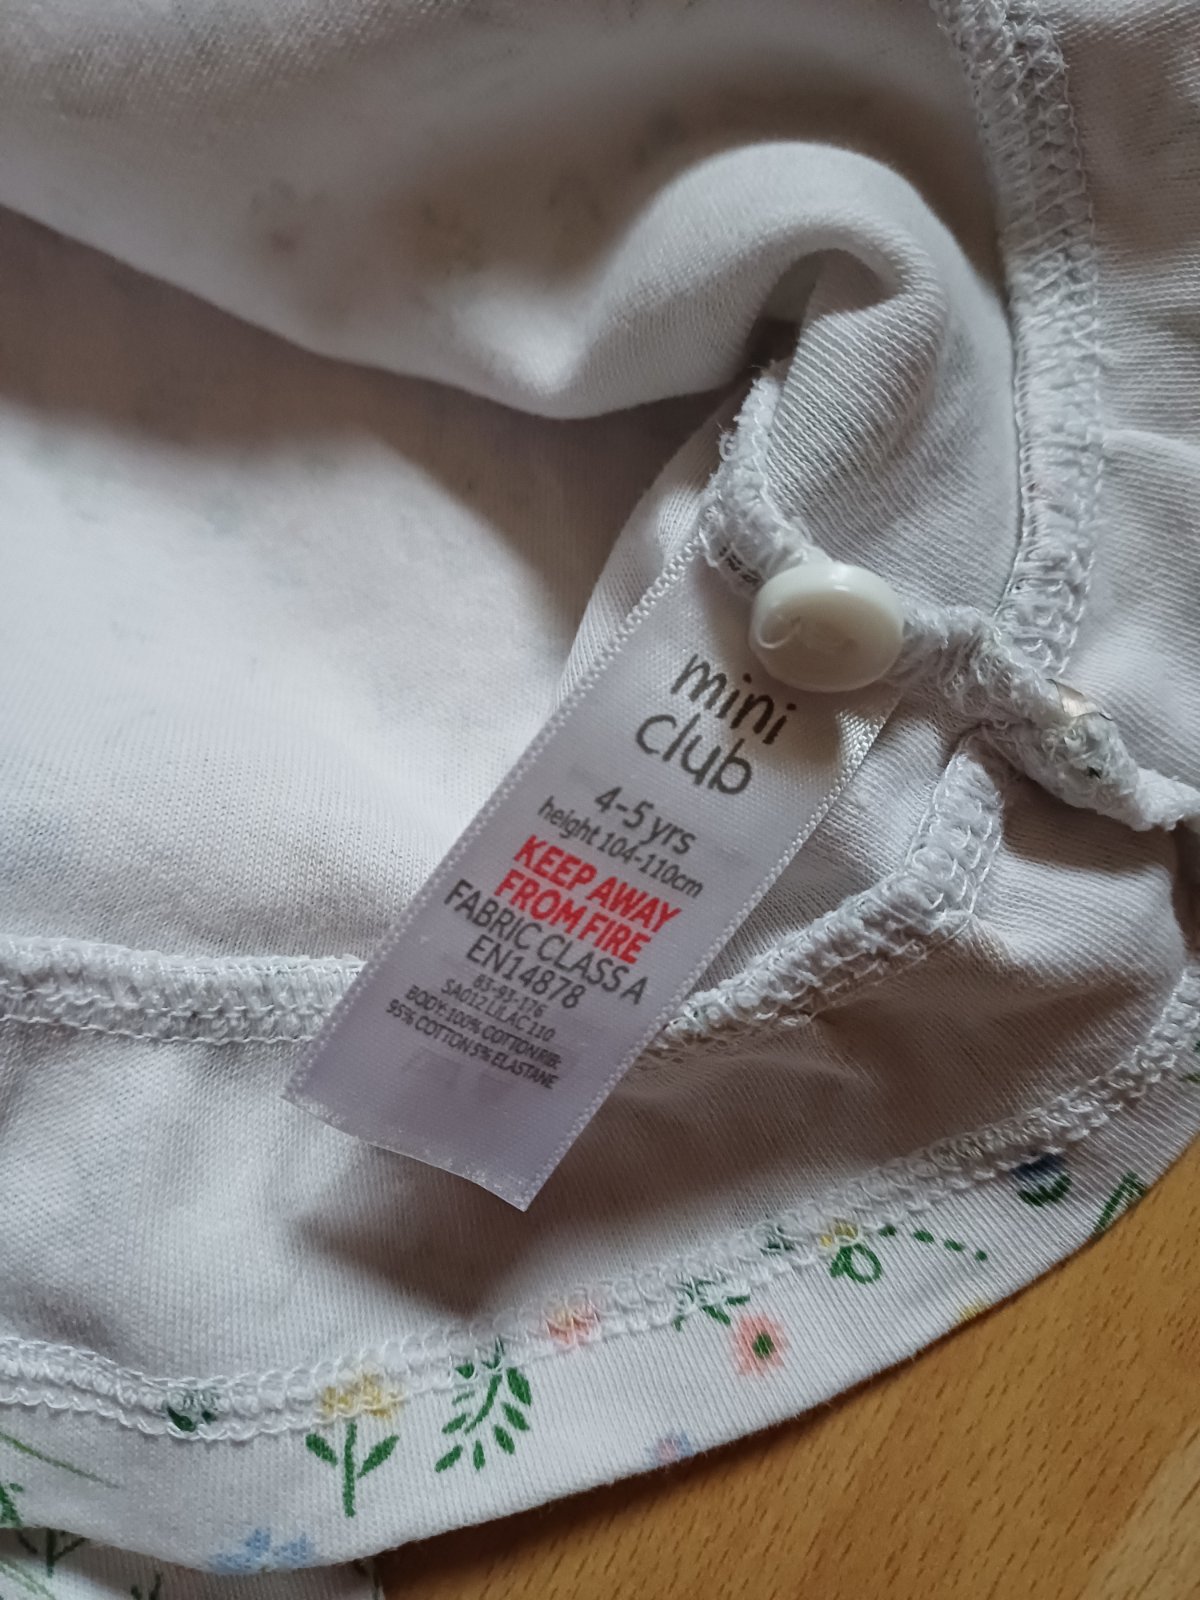 mini
club
4-5 yrs
height 104-110cm
KEEP AWAY
FROM FIRE
FABRIC CLASS A
EN14878
83-93-176
SA012 LILAC 110
BODY: 100% COTTON RIB:
95% COTTON 5% ELASTANE